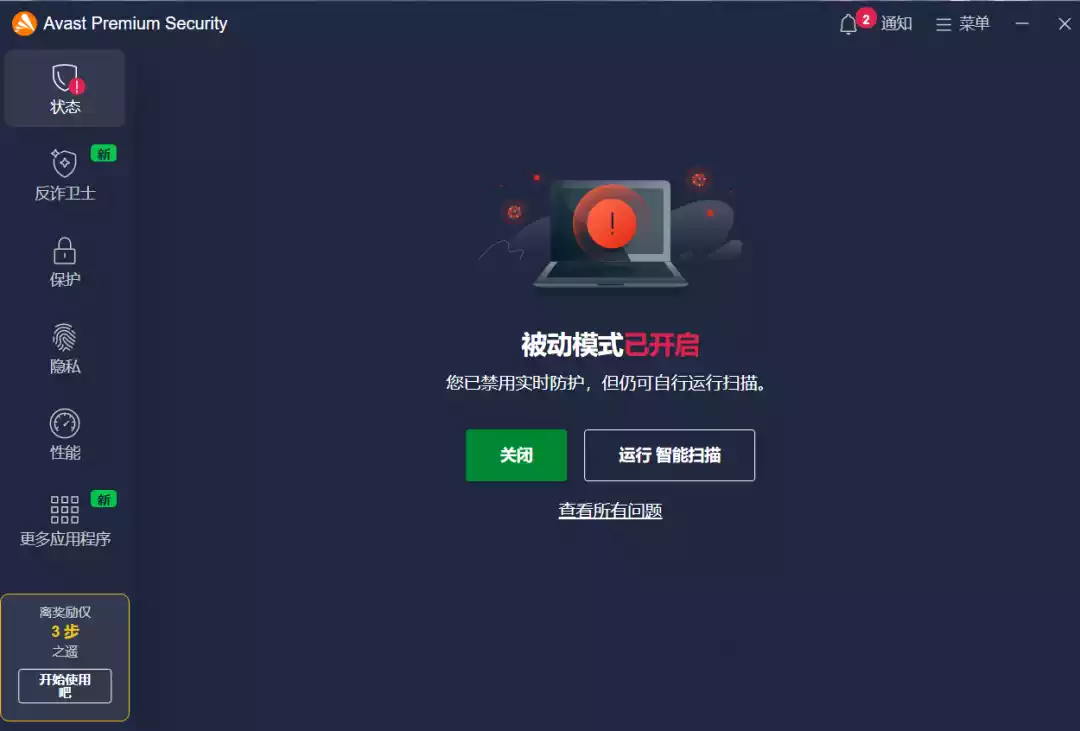 Avast Premium Security
2 通知
菜单
状态
新
反诈卫士
保护
隐私
性能
新
更多应用程序
离奖励仅
3 步
之遥
开始使用
吧
被动模式已开启
您已禁用实时防护，但仍可自行运行扫描。
关闭
运行 智能扫描
查看所有问题